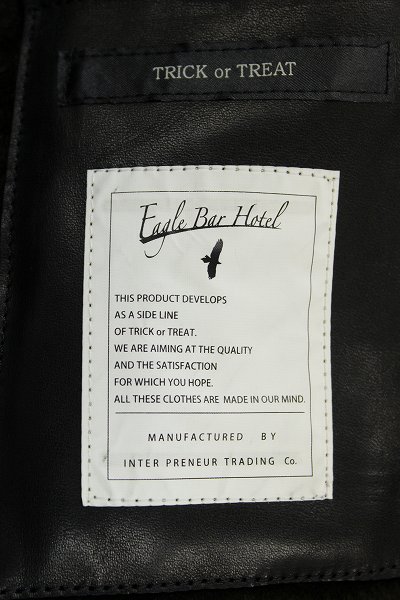 TRICK or TREAT
Eagle Bar Hotel
THIS PRODUCT DEVELOPS
AS A SIDE LINE
OF TRICK or TREAT.
WE ARE AIMING AT THE QUALITY
AND THE SATISFACTION
FOR WHICH YOU HOPE.
ALL THESE CLOTHES ARE MADE IN OUR MIND.
MANUFACTURED BY
INTER PRENEUR TRADING Co.